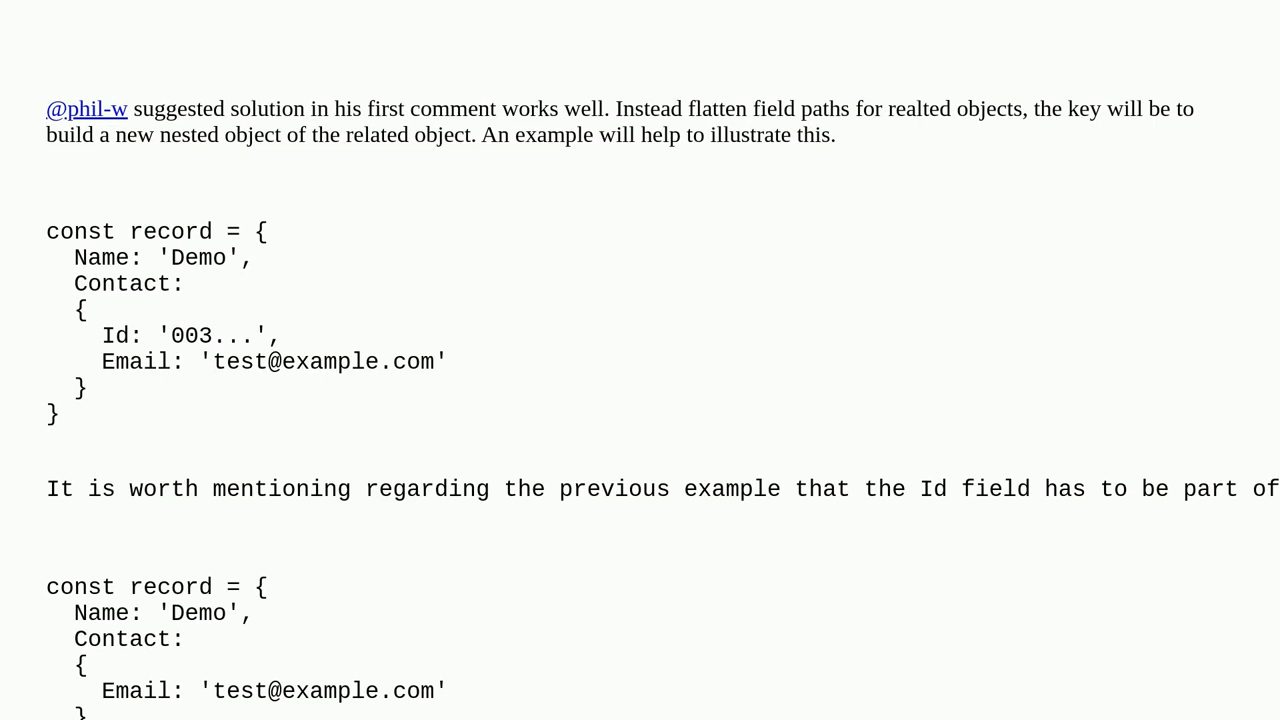 @phil-w suggested solution in his first comment works well. Instead flatten field paths for realted objects, the key will be to
build a new nested object of the related object. An example will help to illustrate this.
const record = {
  Name: 'Demo',
  Contact:
  {
    Id: '003...',
    Email: 'test@example.com'
  }
}
It is worth mentioning regarding the previous example that the Id field has to be part of
const record = {
  Name: 'Demo',
  Contact:
  {
    Email: 'test@example.com'
  }